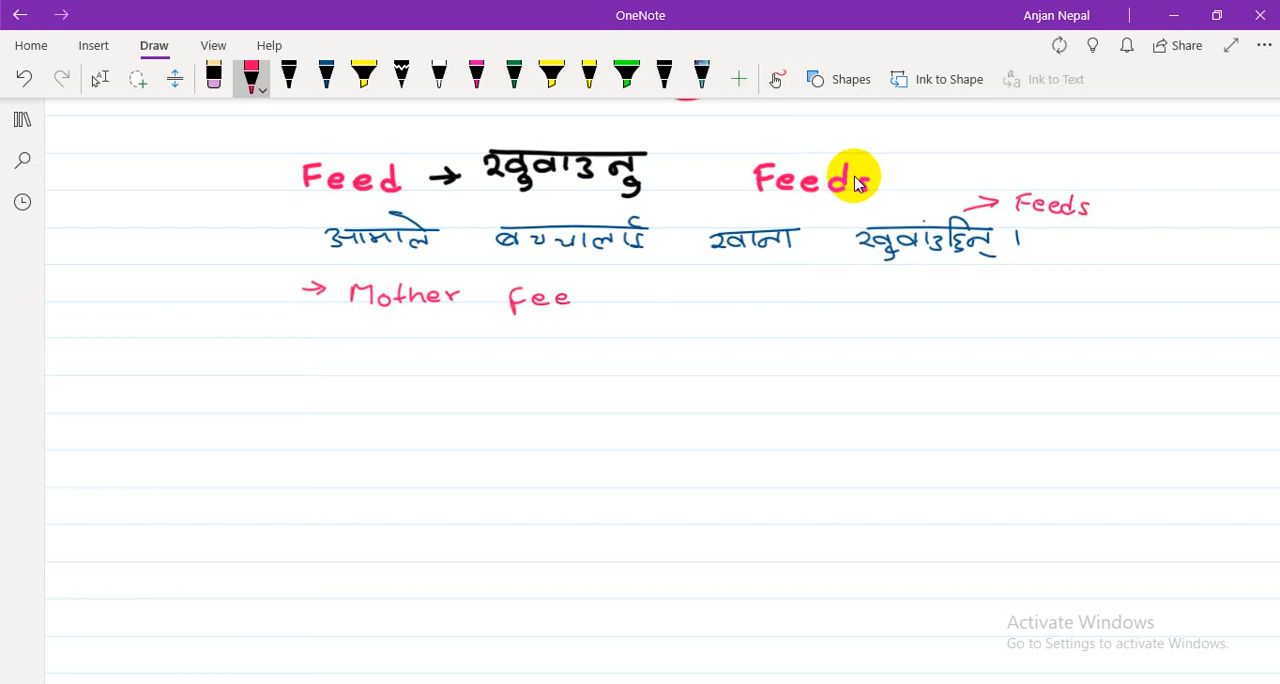 OneNote
Anjan Nepal
Home Insert Draw View Help
Share
Shapes Ink to Shape Ink to Text
Feed → खुवाउनु Feeds
→ Feeds
आमाले बच्चालाई खाना खुवाउँछिन् ।
→ Mother Fee
Activate Windows
Go to Settings to activate Windows.